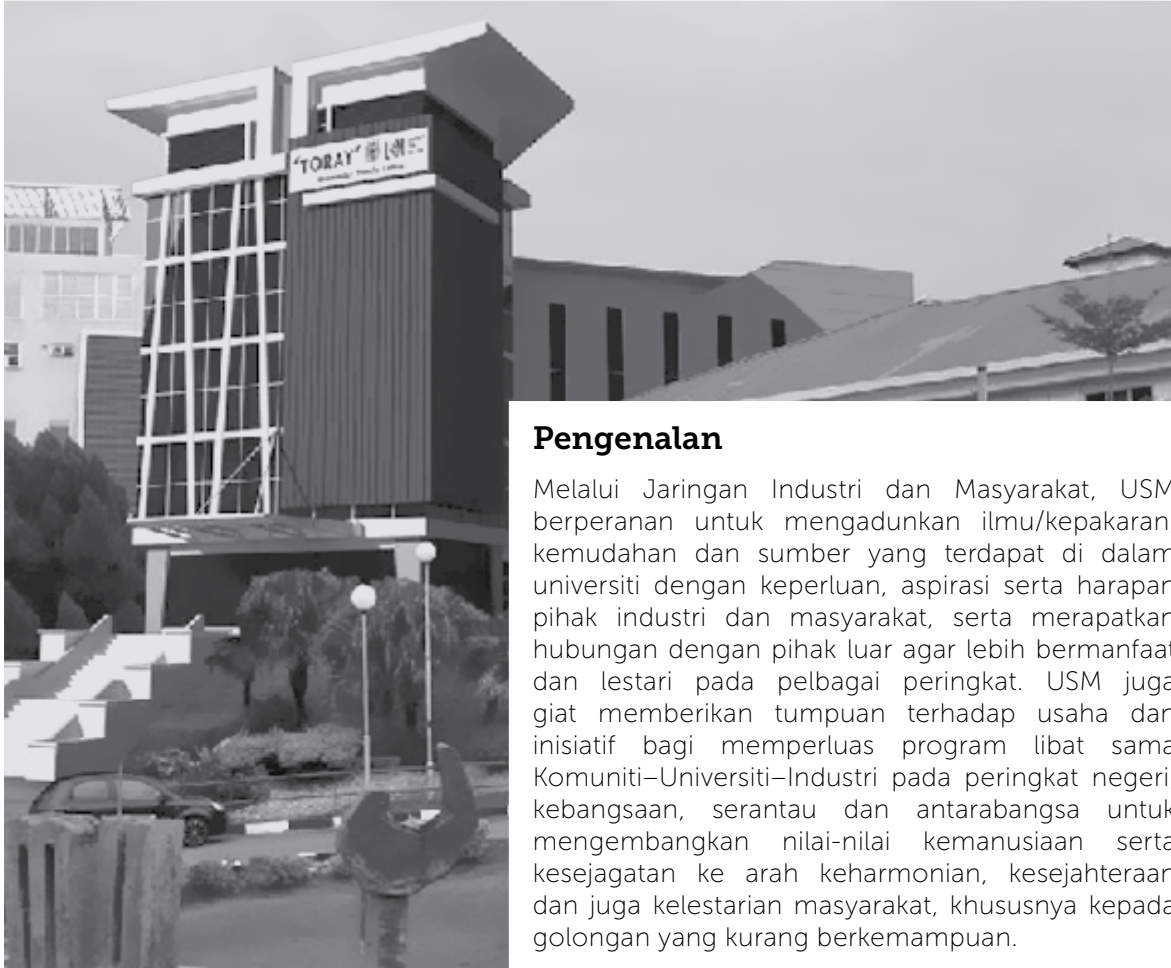 "TORAY"
Pengenalan
Melalui Jaringan Industri dan Masyarakat, USM
berperanan untuk mengadunkan ilmu/kepakaran,
kemudahan dan sumber yang terdapat di dalam
universiti dengan keperluan, aspirasi serta harapan
pihak industri dan masyarakat, serta merapatkan
hubungan dengan pihak luar agar lebih bermanfaat
dan lestari pada pelbagai peringkat. USM juga
giat memberikan tumpuan terhadap usaha dan
inisiatif bagi memperluas program libat sama
Komuniti–Universiti–Industri pada peringkat negeri,
kebangsaan, serantau dan antarabangsa untuk
mengembangkan nilai-nilai kemanusiaan serta
kesejagatan ke arah keharmonian, kesejahteraan
dan juga kelestarian masyarakat, khususnya kepada
golongan yang kurang berkemampuan.